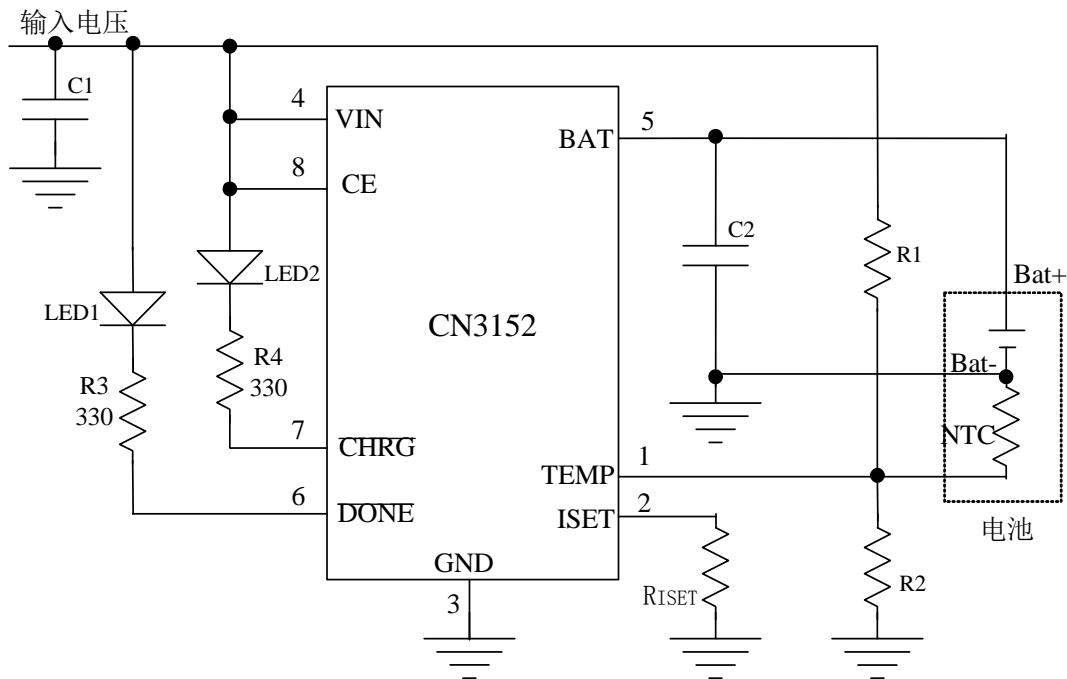 输入电压
C1
4
VIN
5
BAT
8
CE
C2
R1
LED2
Bat+
LED1
CN3152
R4
330
Bat-
R3
330
NTC
7
CHRG
1
TEMP
6
DONE
2
ISET
电池
GND
3
RISET
R2